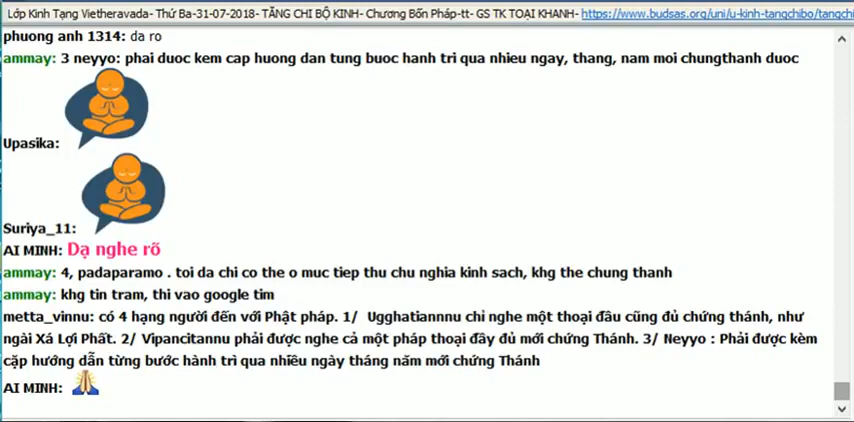 Lớp Kinh Tạng Vietheravada- Thứ Ba-31-07-2018- TĂNG CHI BỘ KINH- Chương Bốn Pháp-tt- GS TK TOẠI KHANH- https://www.budsas.org/uni/u-kinh-tangchibo/tangchi
phuong anh 1314: da ro
ammay: 3 neyyo: phai duoc kem cap huong dan tung buoc hanh tri qua nhieu ngay, thang, nam moi chungthanh duoc
Upasika:
Suriya_11:
AI MINH: Dạ nghe rõ
ammay: 4, padaparamo . toi da chi co the o muc tiep thu chu nghia kinh sach, khg the chung thanh
ammay: khg tin tram, thi vao google tim
metta_vinnu: có 4 hạng người đến với Phật pháp. 1/ Ugghatiannnu chỉ nghe một thoại đâu cũng đủ chứng thánh, như
ngài Xá Lợi Phất. 2/ Vipancitannu phải được nghe cả một pháp thoại đầy đủ mới chứng Thánh. 3/ Neyyo : Phải được kèm
cặp hướng dẫn từng bước hành trì qua nhiều ngày tháng năm mới chứng Thánh
AI MINH: